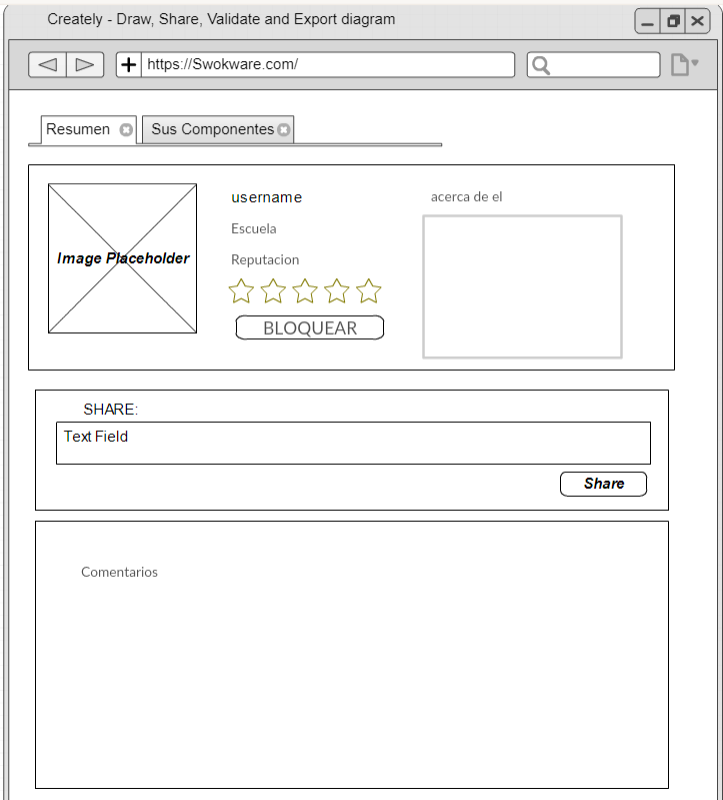 Creately - Draw, Share, Validate and Export diagram
https://Swokware.com/
Resumen
Sus Componentes
Image Placeholder
username
acerca de el
Escuela
Reputacion
BLOQUEAR
SHARE:
Text Field
Share
Comentarios